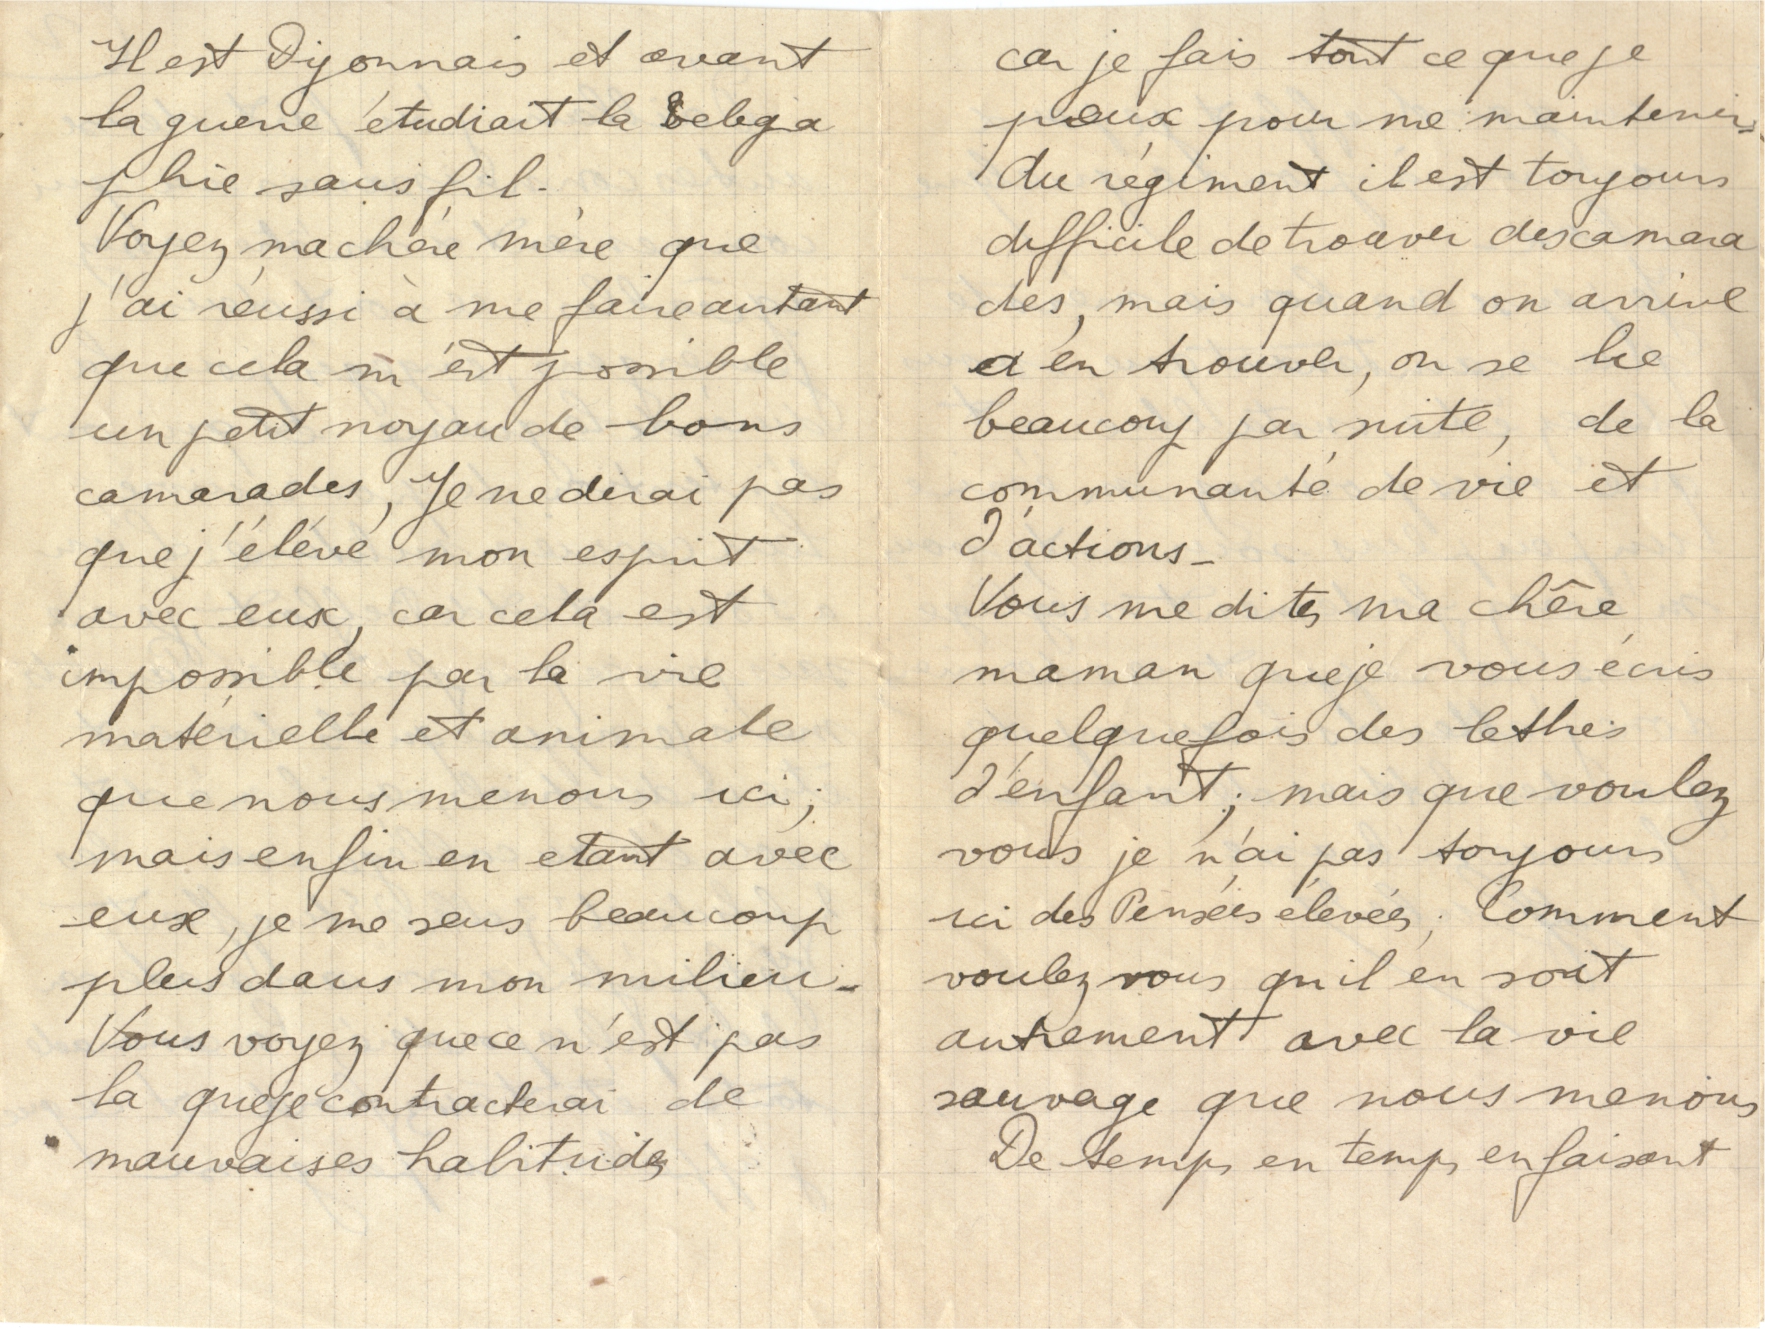 Il est Dijonnais et avant
la guerre étudiait la telega
phie sans fil.
Voyez ma chère mère que
j'ai réussi à me faire autant
que cela m'est possible
un petit noyau de bons
camarades, Je ne dirai pas
que j'élève mon esprit
avec eux, car cela est
impossible par la vie
matérielle et animale
que nous menons ici;
mais enfin en etant avec
eux, je me sens beaucoup
plus dans mon milieu -
Vous voyez que ce n'est pas
la que je contracterai de
mauvaises habitudes
car je fais tout ce que je
peux pour me maintenir.
Au régiment il est toujours
difficile de trouver des camara
des, mais quand on arrive
a en trouver, on se lie
beaucoup par suite, de la
communauté de vie et
d'actions -
Vous me dites ma chère
maman que je vous écris
quelquefois des lettres
d'enfant; mais que voulez
vous je n'ai pas toujours
ici des Pensées élevées. Comment
voulez vous qu'il en soit
autrement avec la vie
sauvage que nous menons
De temps en temps en faisant